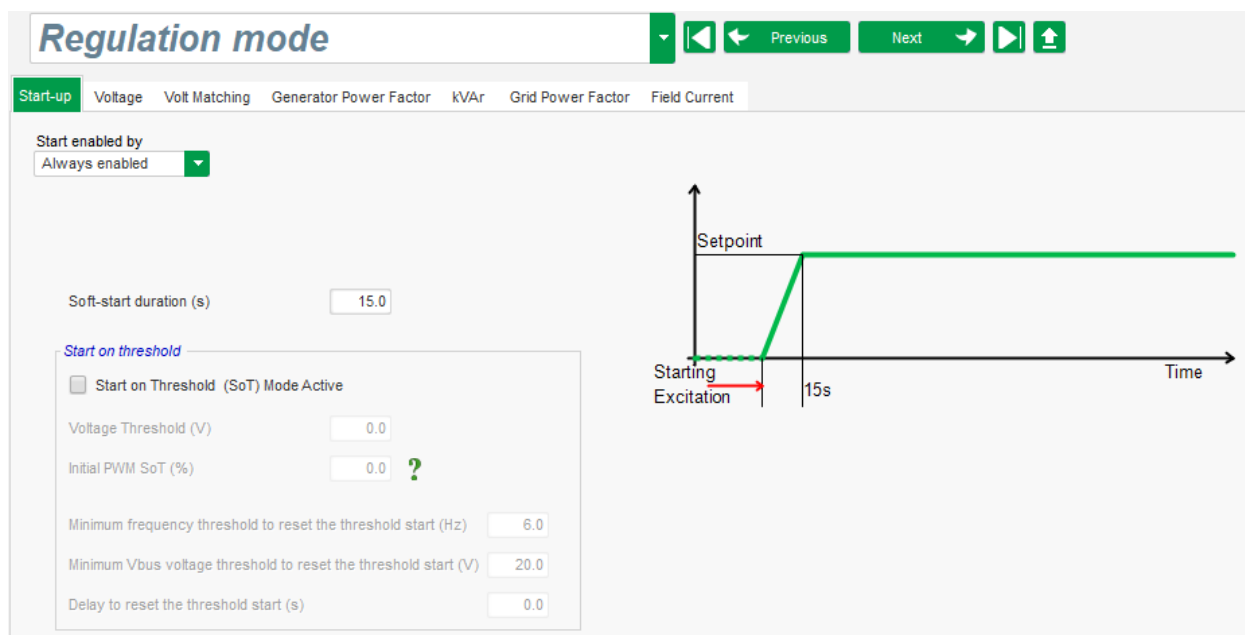 Regulation mode
Previous
Next
Start-up Voltage Volt Matching Generator Power Factor kVAr Grid Power Factor Field Current
Start enabled by
Always enabled
Setpoint
Soft-start duration (s) 15.0
Start on threshold
Starting
Excitation
15s
Time
Start on Threshold (SoT) Mode Active
Voltage Threshold (V) 0.0
Initial PWM SoT (%) 0.0 ?
Minimum frequency threshold to reset the threshold start (Hz) 6.0
Minimum Vbus voltage threshold to reset the threshold start (V) 20.0
Delay to reset the threshold start (s) 0.0